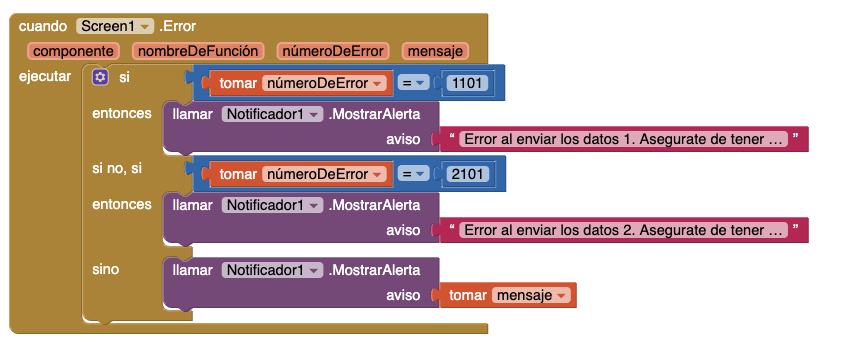 cuando Screen1 .Error
componente nombreDeFunción númeroDeError mensaje
ejecutar si tomar númeroDeError = 1101
entonces llamar Notificador1 .MostrarAlerta
aviso “ Error al enviar los datos 1. Asegurate de tener ... ”
si no, si tomar númeroDeError = 2101
entonces llamar Notificador1 .MostrarAlerta
aviso “ Error al enviar los datos 2. Asegurate de tener ... ”
sino llamar Notificador1 .MostrarAlerta
aviso tomar mensaje